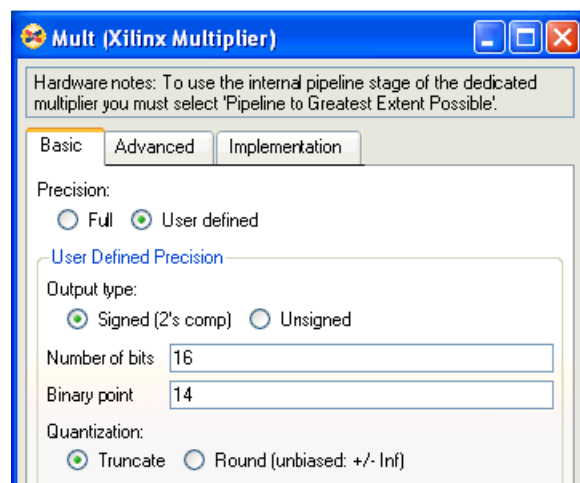 Mult (Xilinx Multiplier)
Hardware notes: To use the internal pipeline stage of the dedicated
multiplier you must select 'Pipeline to Greatest Extent Possible'.
Basic Advanced Implementation
Precision:
Full User defined
User Defined Precision
Output type:
Signed (2's comp) Unsigned
Number of bits 16
Binary point 14
Quantization:
Truncate Round (unbiased: +/- Inf)